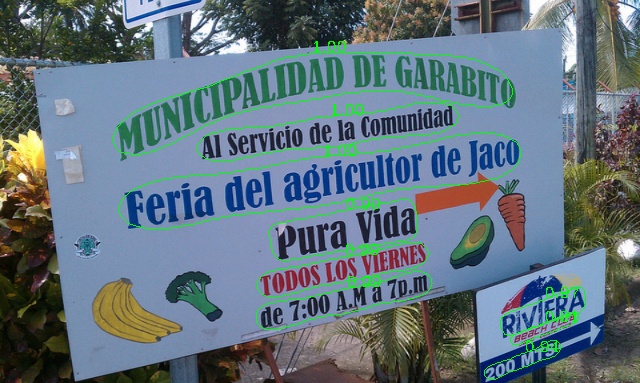 MUNICIPALIDAD DE GARABITO
Al Servicio de la Comunidad
Feria del agricultor de Jaco
Pura Vida
TODOS LOS VIERNES
de 7:00 A.M a 7p.m
RIVIERA
BEACH CLUB
200 MTS